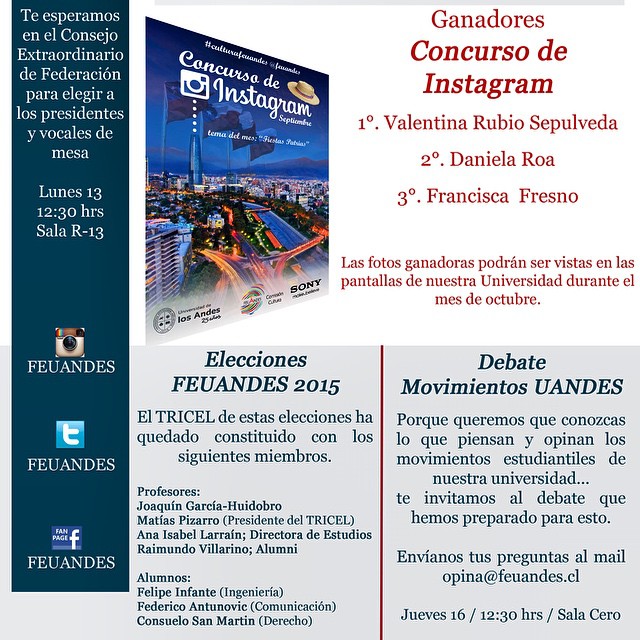 Te esperamos
en el Consejo
Extraordinario
de Federación
para elegir a
los presidentes
y vocales de
mesa
Lunes 13
12:30 hrs
Sala R-13
FEUANDES
FEUANDES
FAN
PAGE
FEUANDES
#culturafeuandes @feuandes
Concurso de
Instagram
Septiembre
tema del mes: "Fiestas Patrias"
Universidad de
los Andes
25 años
Comisión
Cultura
SONY
make.believe
Ganadores
Concurso de
Instagram
1°. Valentina Rubio Sepulveda
2°. Daniela Roa
3°. Francisca Fresno
Las fotos ganadoras podrán ser vistas en las
pantallas de nuestra Universidad durante el
mes de octubre.
Elecciones
FEUANDES 2015
El TRICEL de estas elecciones ha
quedado constituido con los
siguientes miembros.
Profesores:
Joaquín García-Huidobro
Matías Pizarro (Presidente del TRICEL)
Ana Isabel Larraín; Directora de Estudios
Raimundo Villarino; Alumni
Alumnos:
Felipe Infante (Ingeniería)
Federico Antunovic (Comunicación)
Consuelo San Martin (Derecho)
Debate
Movimientos UANDES
Porque queremos que conozcas
lo que piensan y opinan los
movimientos estudiantiles de
nuestra universidad...
te invitamos al debate que
hemos preparado para esto.
Envíanos tus preguntas al mail
opina@feuandes.cl
Jueves 16 / 12:30 hrs / Sala Cero